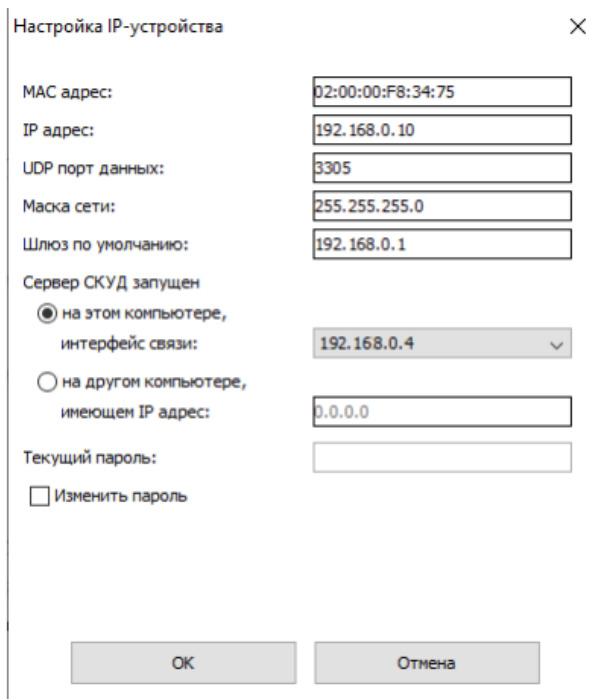 Настройка IP-устройства
MAC адрес: 02:00:00:F8:34:75
IP адрес: 192.168.0.10
UDP порт данных: 3305
Маска сети: 255.255.255.0
Шлюз по умолчанию: 192.168.0.1
Сервер СКУД запущен
на этом компьютере,
интерфейс связи: 192.168.0.4
на другом компьютере,
имеющем IP адрес: 0.0.0.0
Текущий пароль:
Изменить пароль
OK Отмена